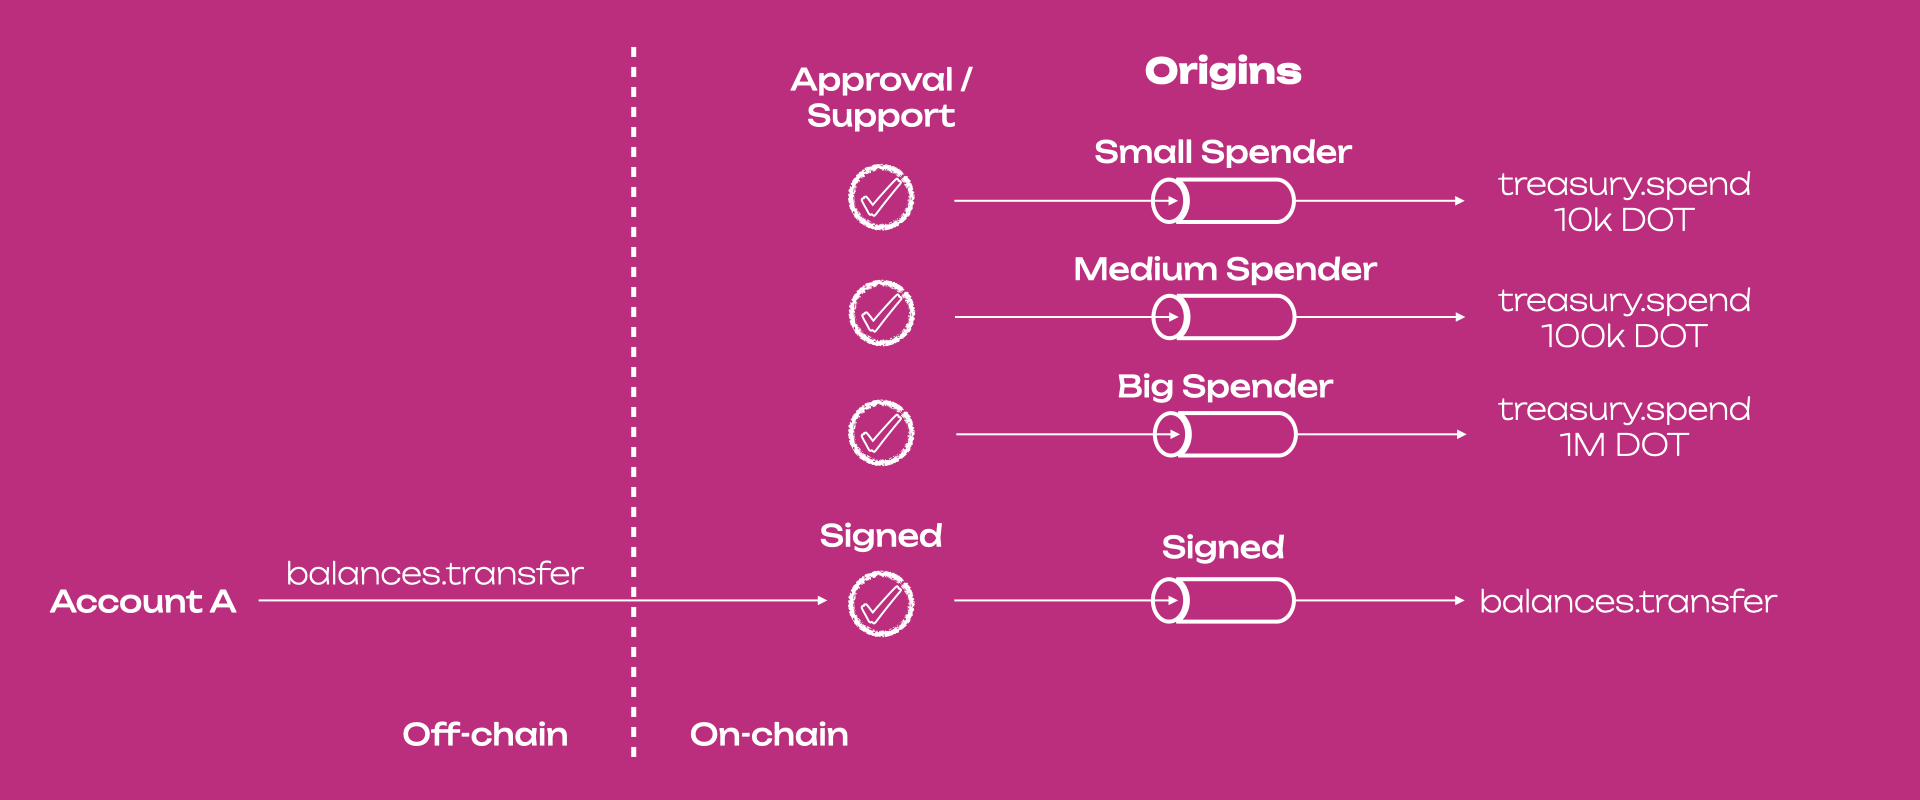 Approval /
Support
Origins
Small Spender
treasury.spend
10k DOT
Medium Spender
treasury.spend
100k DOT
Big Spender
treasury.spend
1M DOT
Signed
Signed
Account A
balances.transfer
balances.transfer
Off-chain
On-chain